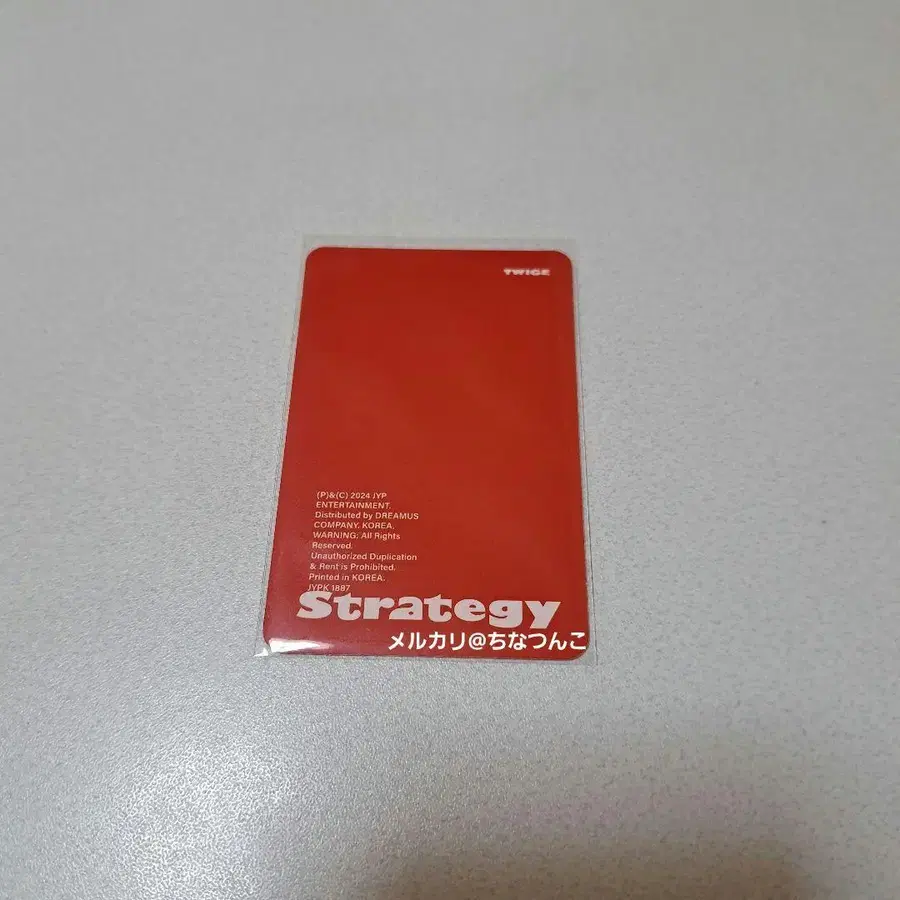 TWICE
(P)&(C) 2024 JYP
ENTERTAINMENT.
Distributed by DREAMUS
COMPANY. KOREA.
WARNING: All Rights
Reserved.
Unauthorized Duplication
& Rent is Prohibited.
Printed in KOREA.
JYPK 1887
Strategy
メルカリ@ちなつんこ